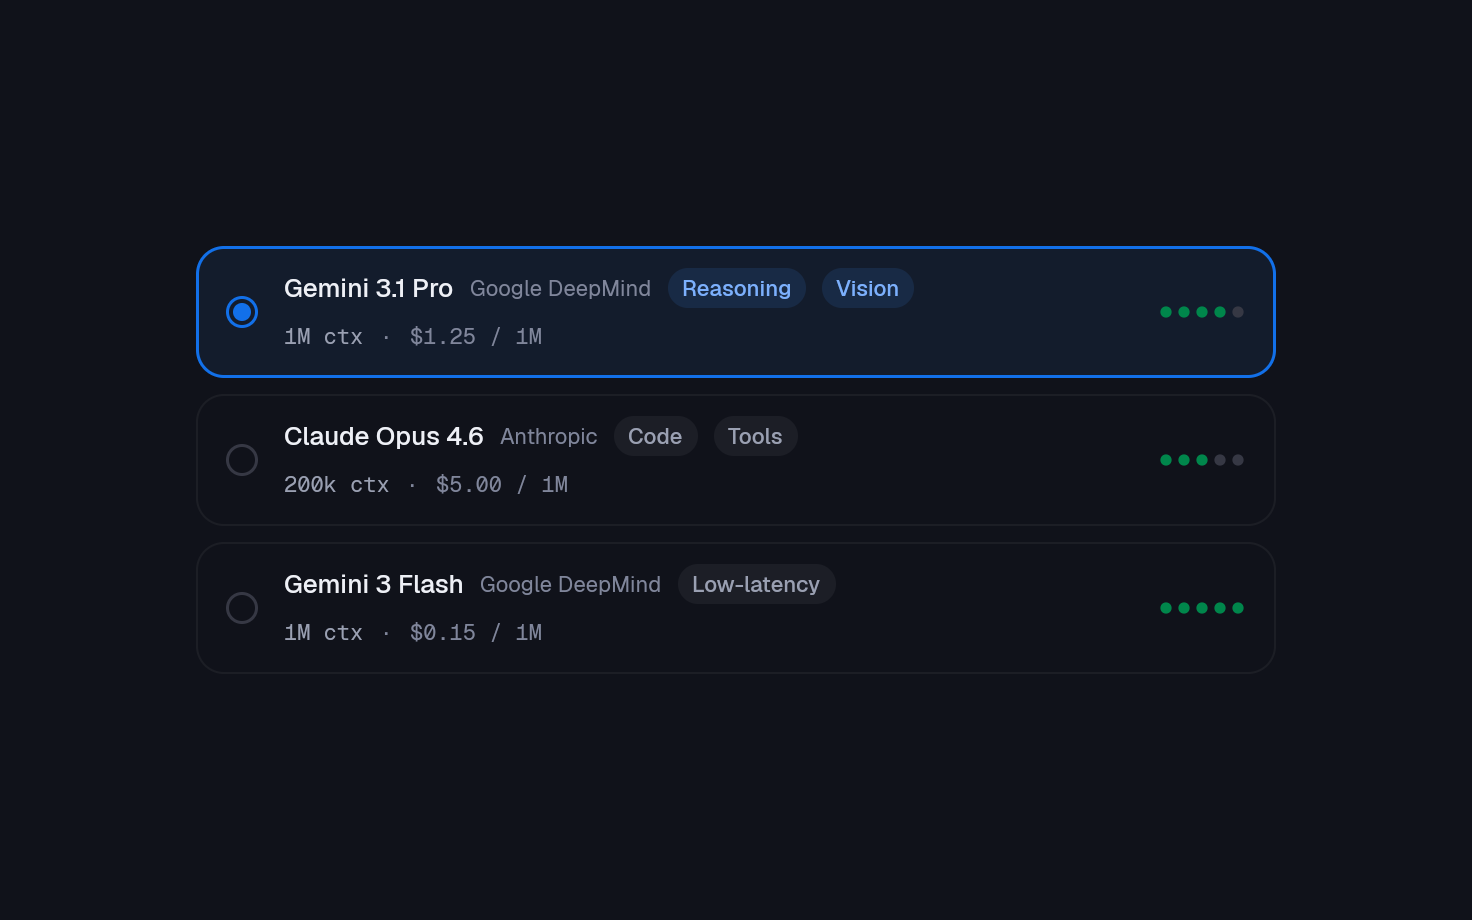 Gemini 3.1 Pro Google DeepMind Reasoning Vision
1M ctx · $1.25 / 1M
Claude Opus 4.6 Anthropic Code Tools
200k ctx · $5.00 / 1M
Gemini 3 Flash Google DeepMind Low-latency
1M ctx · $0.15 / 1M